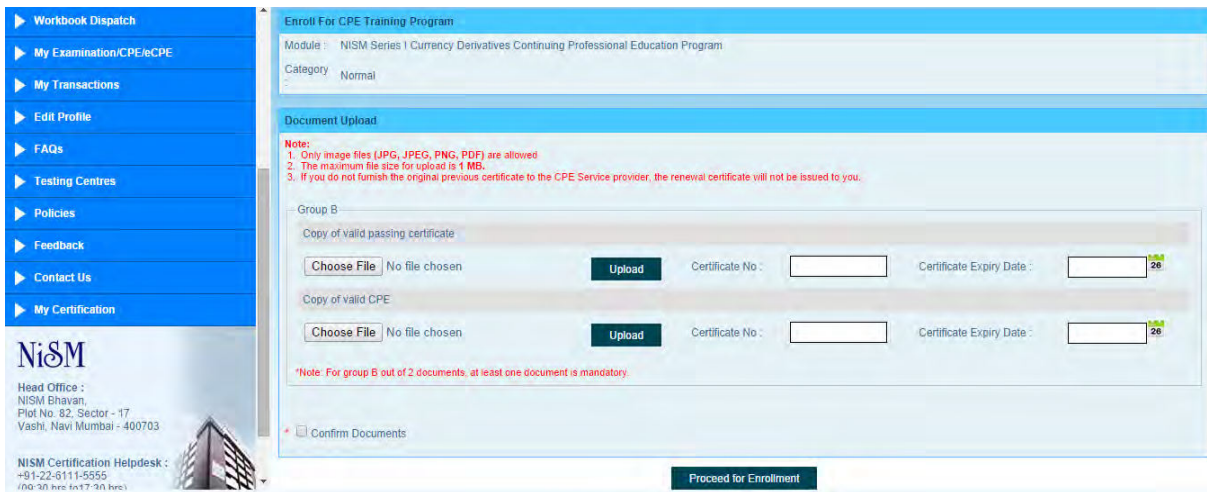 Workbook Dispatch
My Examination/CPE/eCPE
My Transactions
Edit Profile
FAQs
Testing Centres
Policies
Feedback
Contact Us
My Certification
NiSM
Head Office :
NISM Bhavan,
Plot No. 82, Sector - 17
Vashi, Navi Mumbai - 400703
NISM Certification Helpdesk :
+91-22-6111-5555
(09:30 hrs to17:30 hrs)
Enroll For CPE Training Program
Module : NISM Series I Currency Derivatives Continuing Professional Education Program
Category : Normal
Document Upload
Note:
1. Only image files (JPG, JPEG, PNG, PDF) are allowed
2. The maximum file size for upload is 1 MB.
3. If you do not furnish the original previous certificate to the CPE Service provider, the renewal certificate will not be issued to you.
Group B
Copy of valid passing certificate
Choose File No file chosen Upload Certificate No : Certificate Expiry Date : 26
Copy of valid CPE
Choose File No file chosen Upload Certificate No : Certificate Expiry Date : 26
*Note: For group B out of 2 documents, at least one document is mandatory.
* Confirm Documents
Proceed for Enrollment